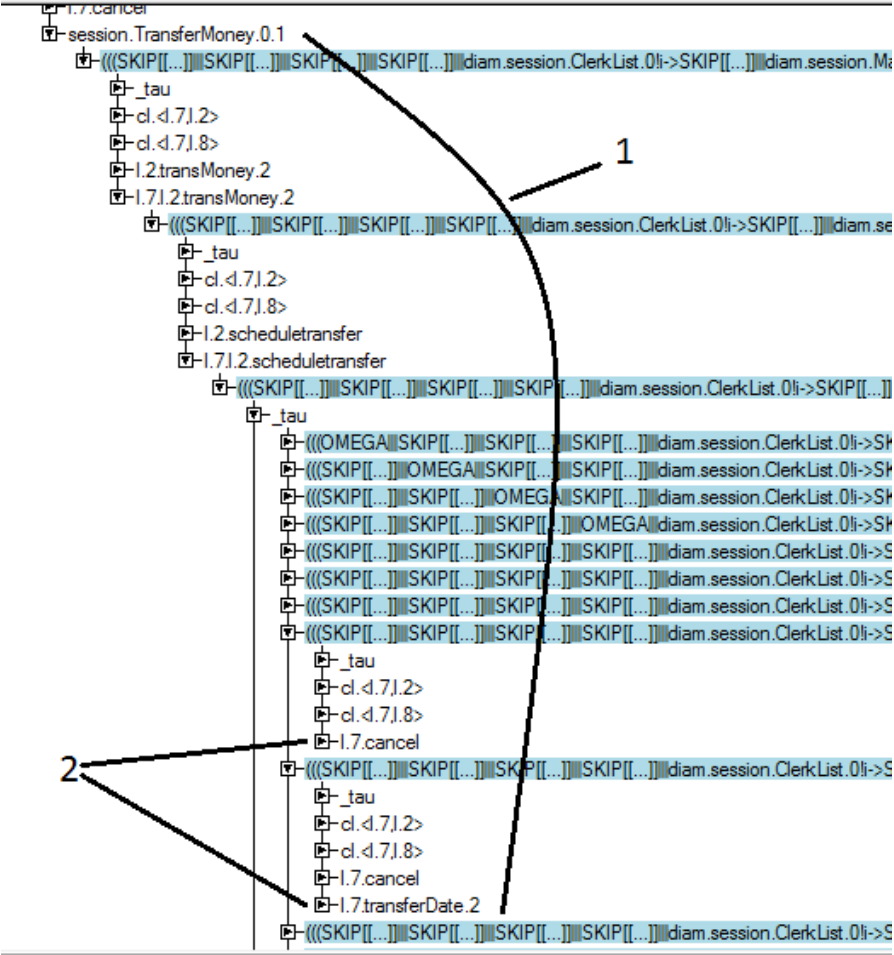 l.7.cancel
session.TransferMoney.0.1
(((SKIP[[...]]|||SKIP[[...]]|||SKIP[[...]]|||SKIP[[...]]|||diam.session.ClerkList.0!i->SKIP[[...]]|||diam.session.Ma
_tau
cl.<l.7,l.2>
cl.<l.7,l.8>
1
l.2.transMoney.2
l.7.l.2.transMoney.2
(((SKIP[[...]]|||SKIP[[...]]|||SKIP[[...]]|||SKIP[[...]]|||diam.session.ClerkList.0!i->SKIP[[...]]|||diam.se
_tau
cl.<l.7,l.2>
cl.<l.7,l.8>
l.2.scheduletransfer
l.7.l.2.scheduletransfer
(((SKIP[[...]]|||SKIP[[...]]|||SKIP[[...]]|||SKIP[[...]]|||diam.session.ClerkList.0!i->SKIP[[...]]
_tau
(((OMEGA|||SKIP[[...]]|||SKIP[[...]]|||SKIP[[...]]|||diam.session.ClerkList.0!i->SK
(((SKIP[[...]]|||OMEGA|||SKIP[[...]]|||SKIP[[...]]|||diam.session.ClerkList.0!i->SK
(((SKIP[[...]]|||SKIP[[...]]|||OMEGA|||SKIP[[...]]|||diam.session.ClerkList.0!i->SK
(((SKIP[[...]]|||SKIP[[...]]|||SKIP[[...]]|||OMEGA|||diam.session.ClerkList.0!i->SK
(((SKIP[[...]]|||SKIP[[...]]|||SKIP[[...]]|||SKIP[[...]]|||diam.session.ClerkList.0!i->S
(((SKIP[[...]]|||SKIP[[...]]|||SKIP[[...]]|||SKIP[[...]]|||diam.session.ClerkList.0!i->S
(((SKIP[[...]]|||SKIP[[...]]|||SKIP[[...]]|||SKIP[[...]]|||diam.session.ClerkList.0!i->S
(((SKIP[[...]]|||SKIP[[...]]|||SKIP[[...]]|||SKIP[[...]]|||diam.session.ClerkList.0!i->S
_tau
cl.<l.7,l.2>
cl.<l.7,l.8>
l.7.cancel
2
(((SKIP[[...]]|||SKIP[[...]]|||SKIP[[...]]|||SKIP[[...]]|||diam.session.ClerkList.0!i->S
_tau
cl.<l.7,l.2>
cl.<l.7,l.8>
l.7.cancel
l.7.transferDate.2
(((SKIP[[...]]|||SKIP[[...]]|||SKIP[[...]]|||SKIP[[...]]|||diam.session.ClerkList.0!i->S